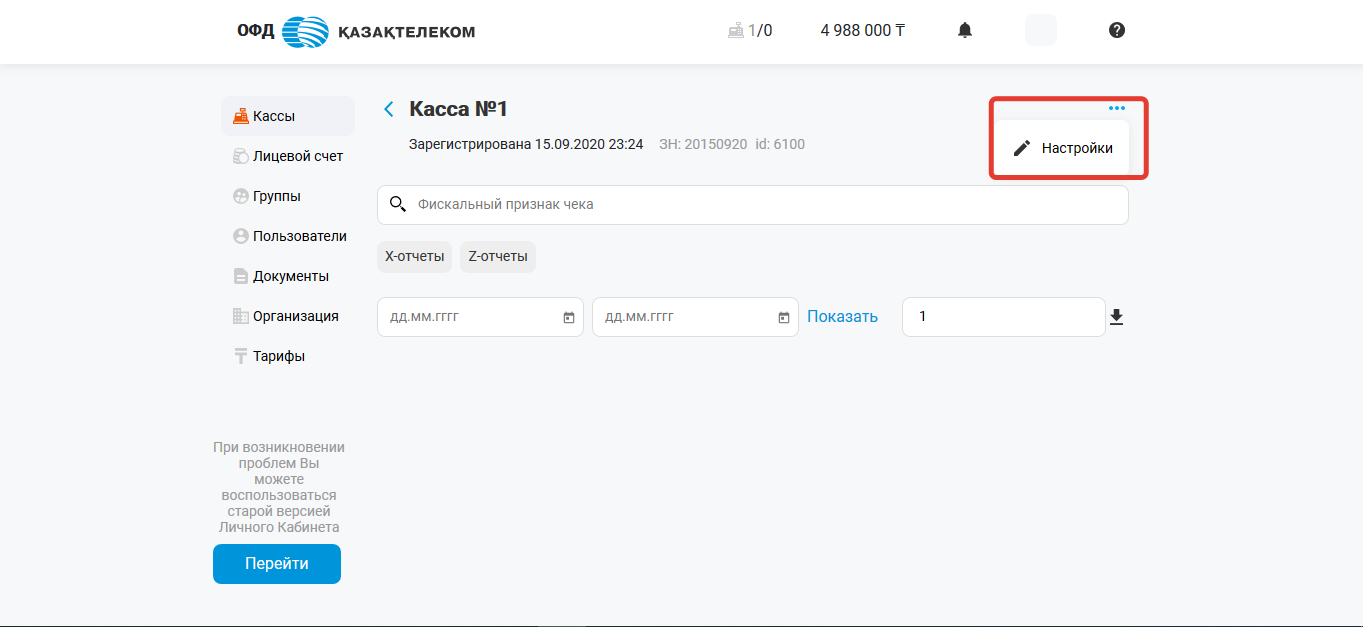 ОФД ҚАЗАҚТЕЛЕКОМ
1/0
4 988 000 ₸
Кассы
Лицевой счет
Группы
Пользователи
Документы
Организация
Тарифы
При возникновении
проблем Вы
можете
воспользоваться
старой версией
Личного Кабинета
Перейти
Касса №1
Настройки
Зарегистрирована 15.09.2020 23:24 ЗН: 20150920 id: 6100
Фискальный признак чека
X-отчеты Z-отчеты
дд.мм.гггг дд.мм.гггг Показать 1